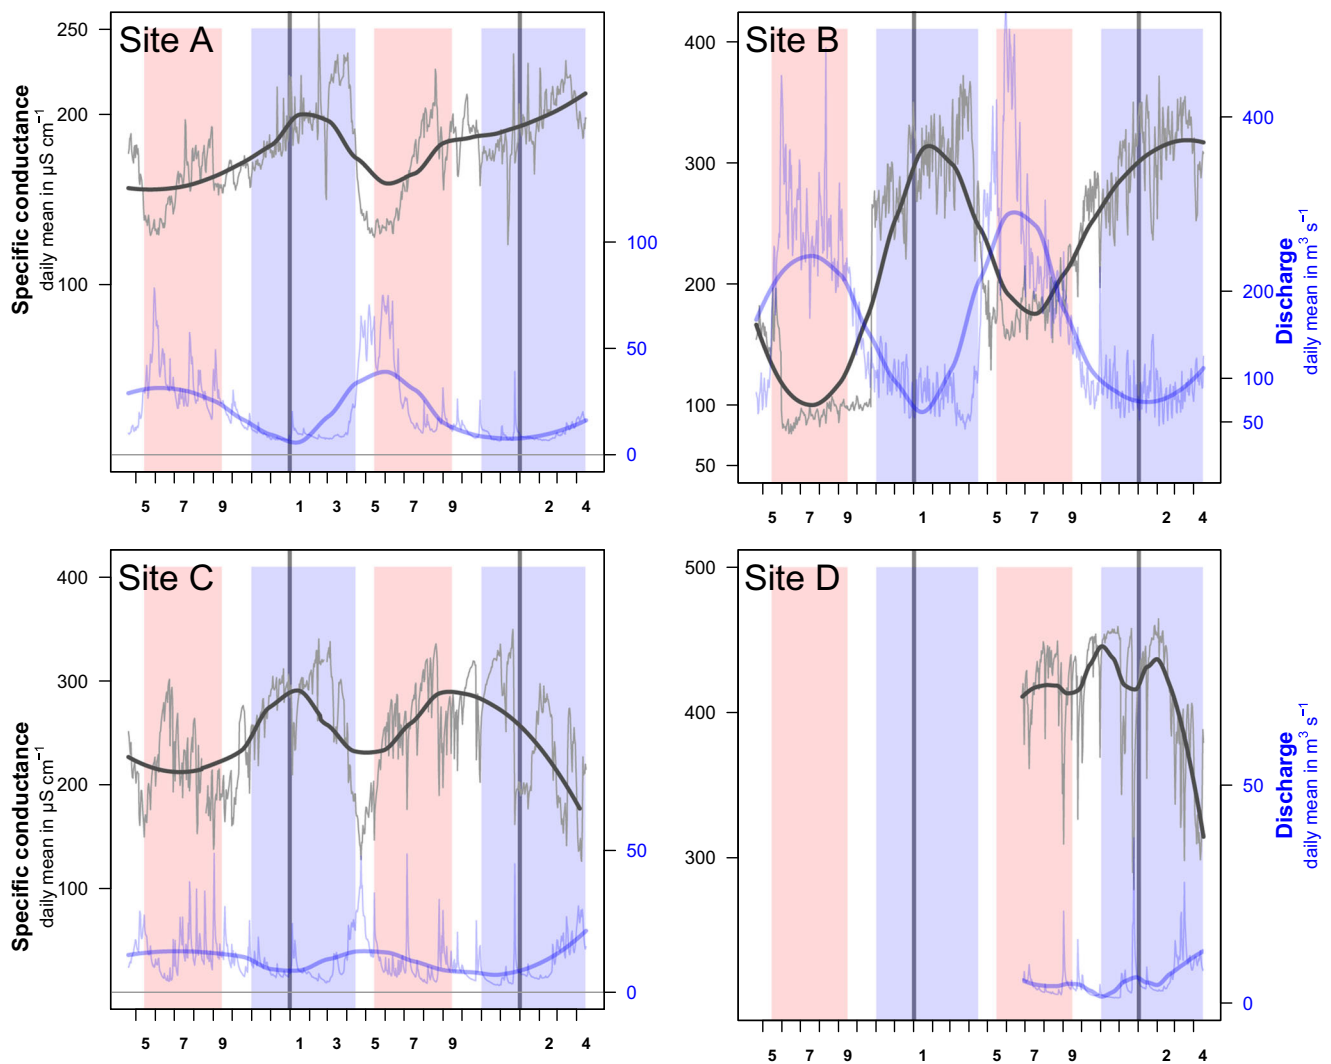 Site A
250
200
100
Specific conductance
daily mean in µS cm⁻¹
100
50
0
5 7 9 1 3 5 7 9 2 4
Site B
400
300
200
100
50
400
200
100
50
Discharge
daily mean in m³ s⁻¹
5 7 9 1 5 7 9 2 4
Site C
400
300
200
100
Specific conductance
daily mean in µS cm⁻¹
50
0
5 7 9 1 3 5 7 9 2 4
Site D
500
400
300
50
0
Discharge
daily mean in m³ s⁻¹
5 7 9 1 5 7 9 2 4